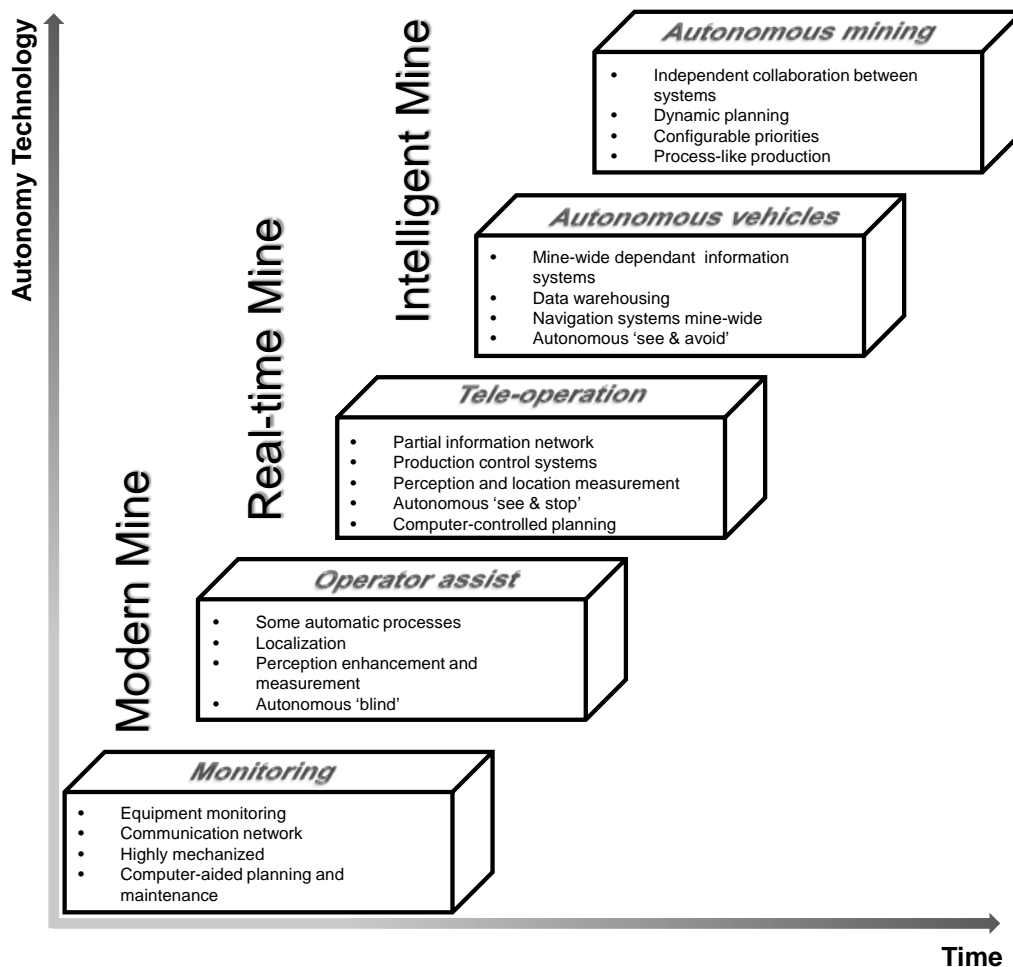 Autonomy Technology
Intelligent Mine
Autonomous mining
• Independent collaboration between
systems
• Dynamic planning
• Configurable priorities
• Process-like production
Real-time Mine
Autonomous vehicles
• Mine-wide dependant information
systems
• Data warehousing
• Navigation systems mine-wide
• Autonomous ‘see & avoid’
Tele-operation
• Partial information network
• Production control systems
• Perception and location measurement
• Autonomous ‘see & stop’
• Computer-controlled planning
Modern Mine
Operator assist
• Some automatic processes
• Localization
• Perception enhancement and
measurement
• Autonomous ‘blind’
Monitoring
• Equipment monitoring
• Communication network
• Highly mechanized
• Computer-aided planning and
maintenance
Time